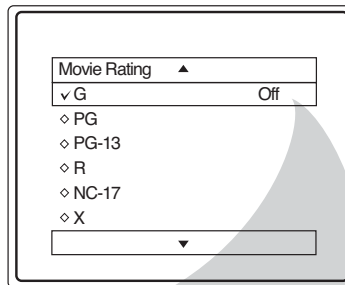 Movie Rating ▲
✓ G Off
◇ PG
◇ PG-13
◇ R
◇ NC-17
◇ X
▼